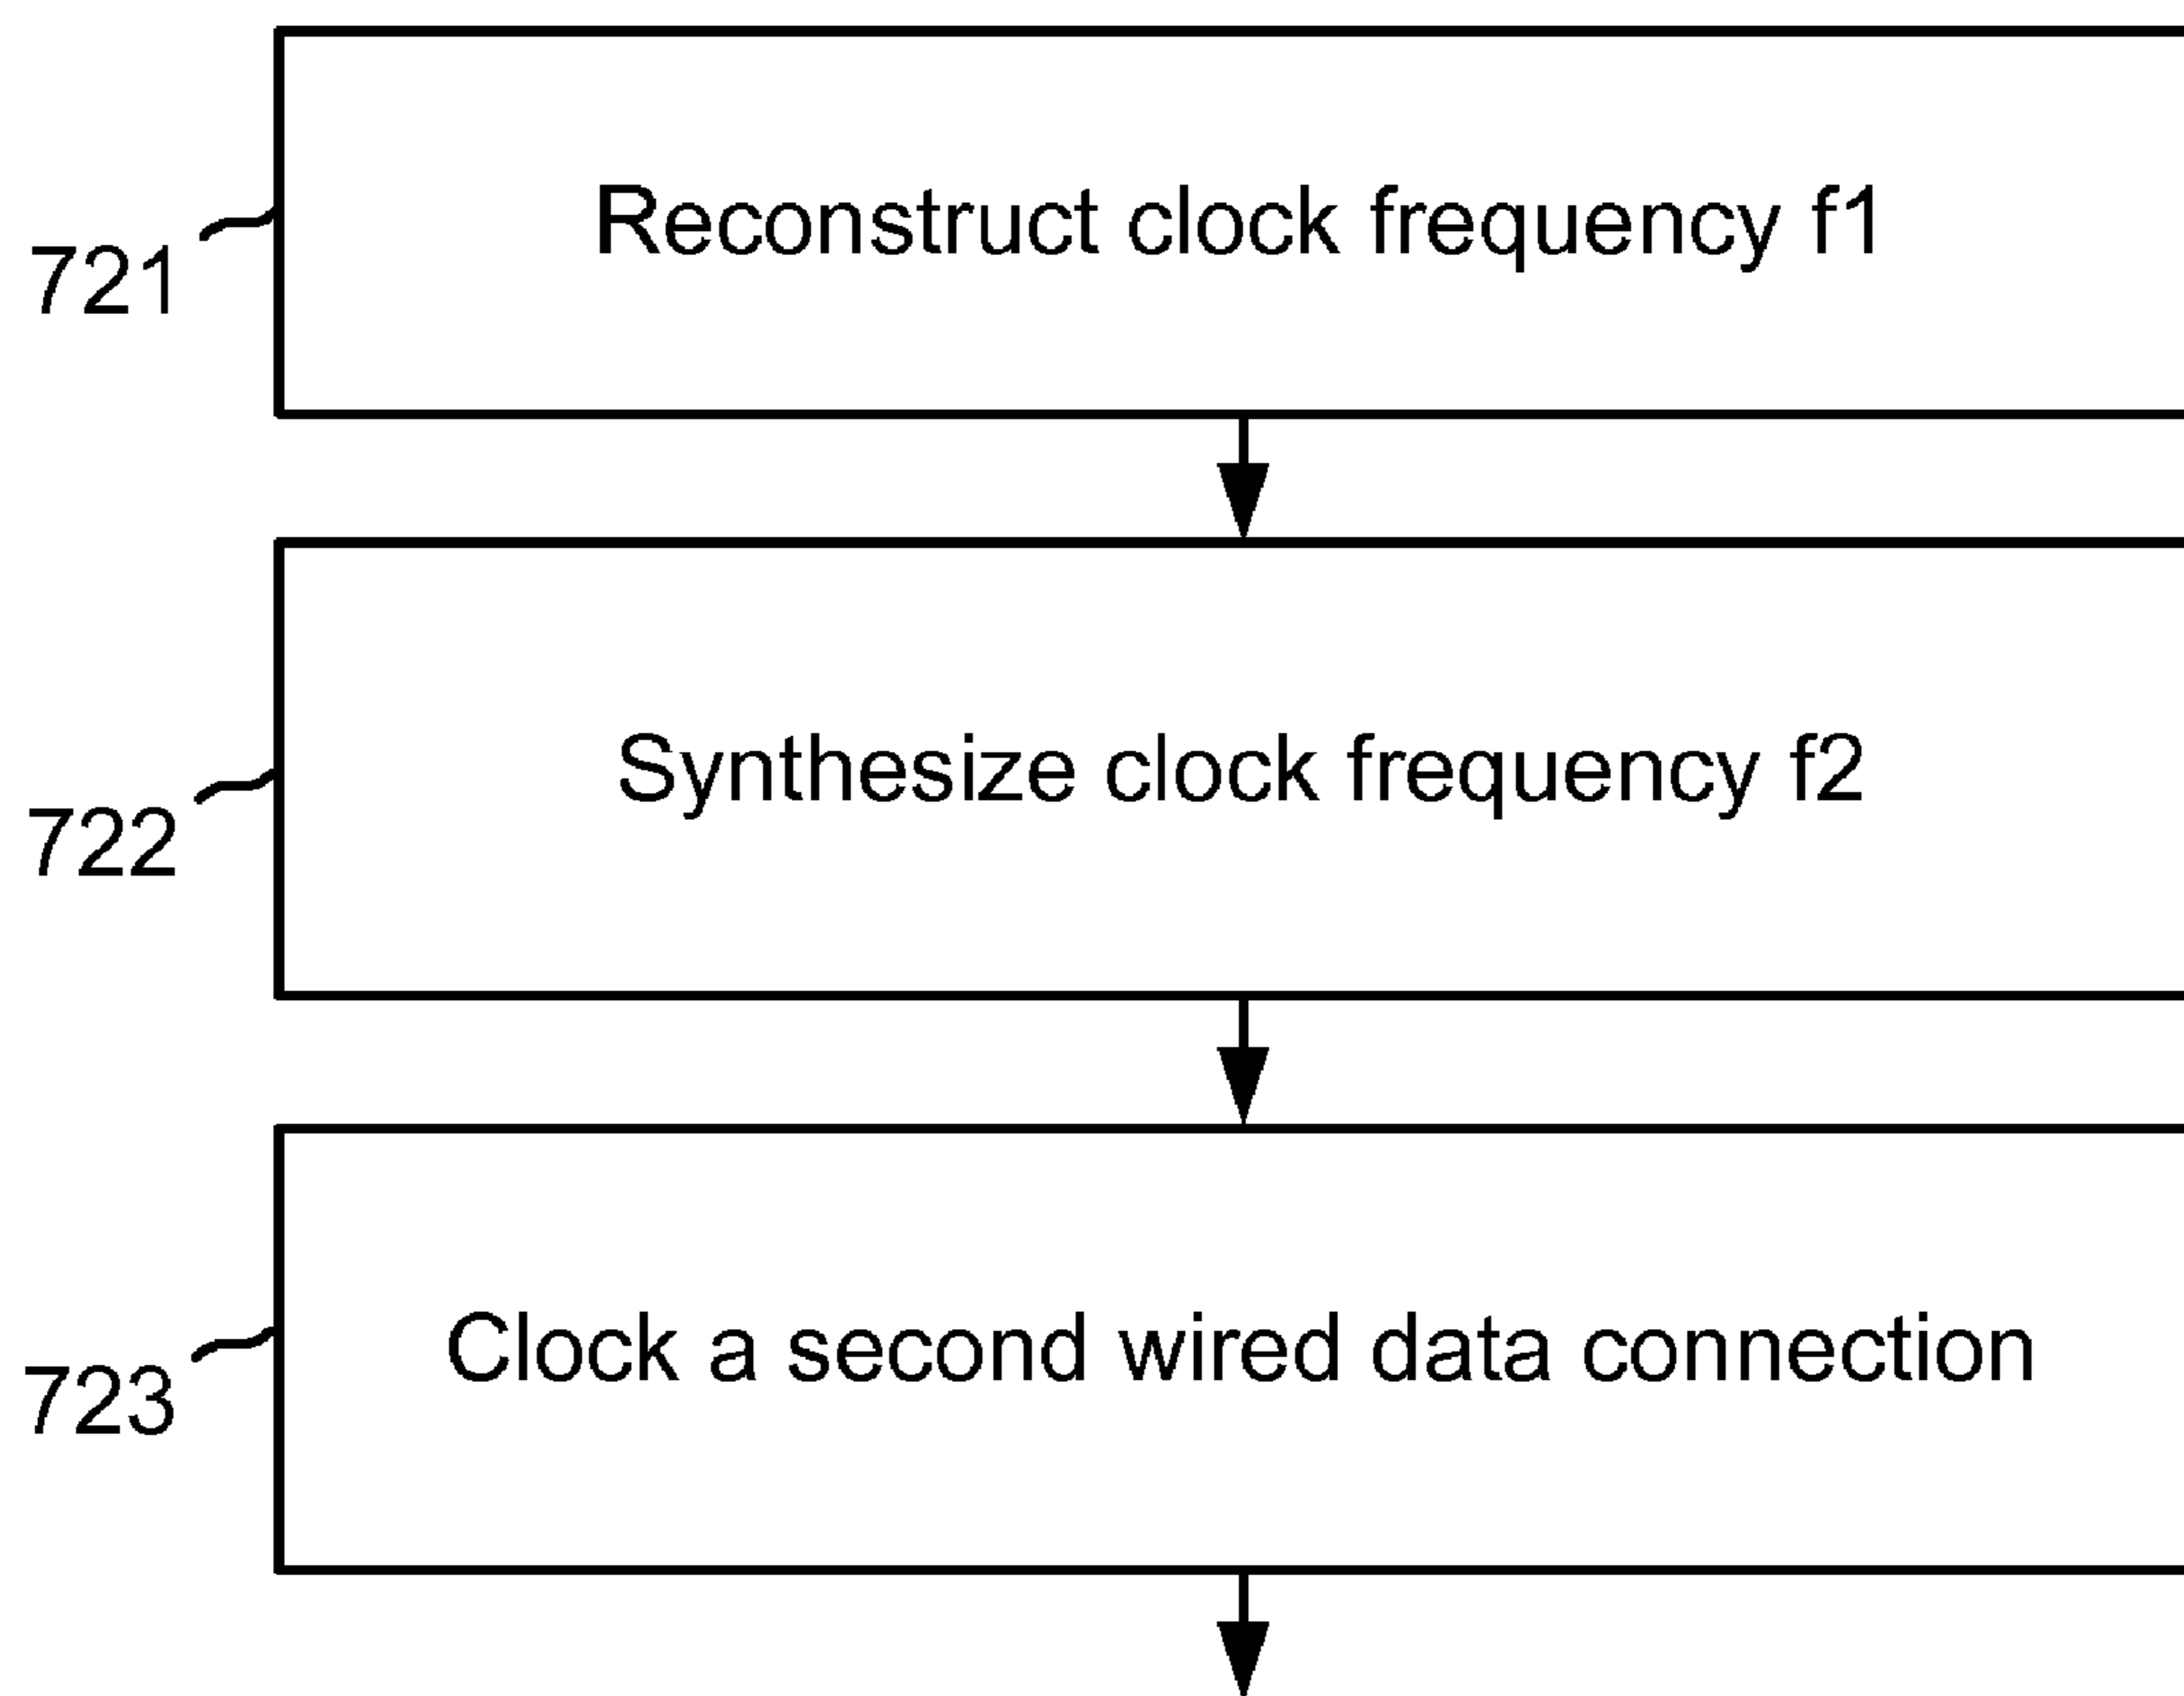 Reconstruct clock frequency f1
721
Synthesize clock frequency f2
722
Clock a second wired data connection
723